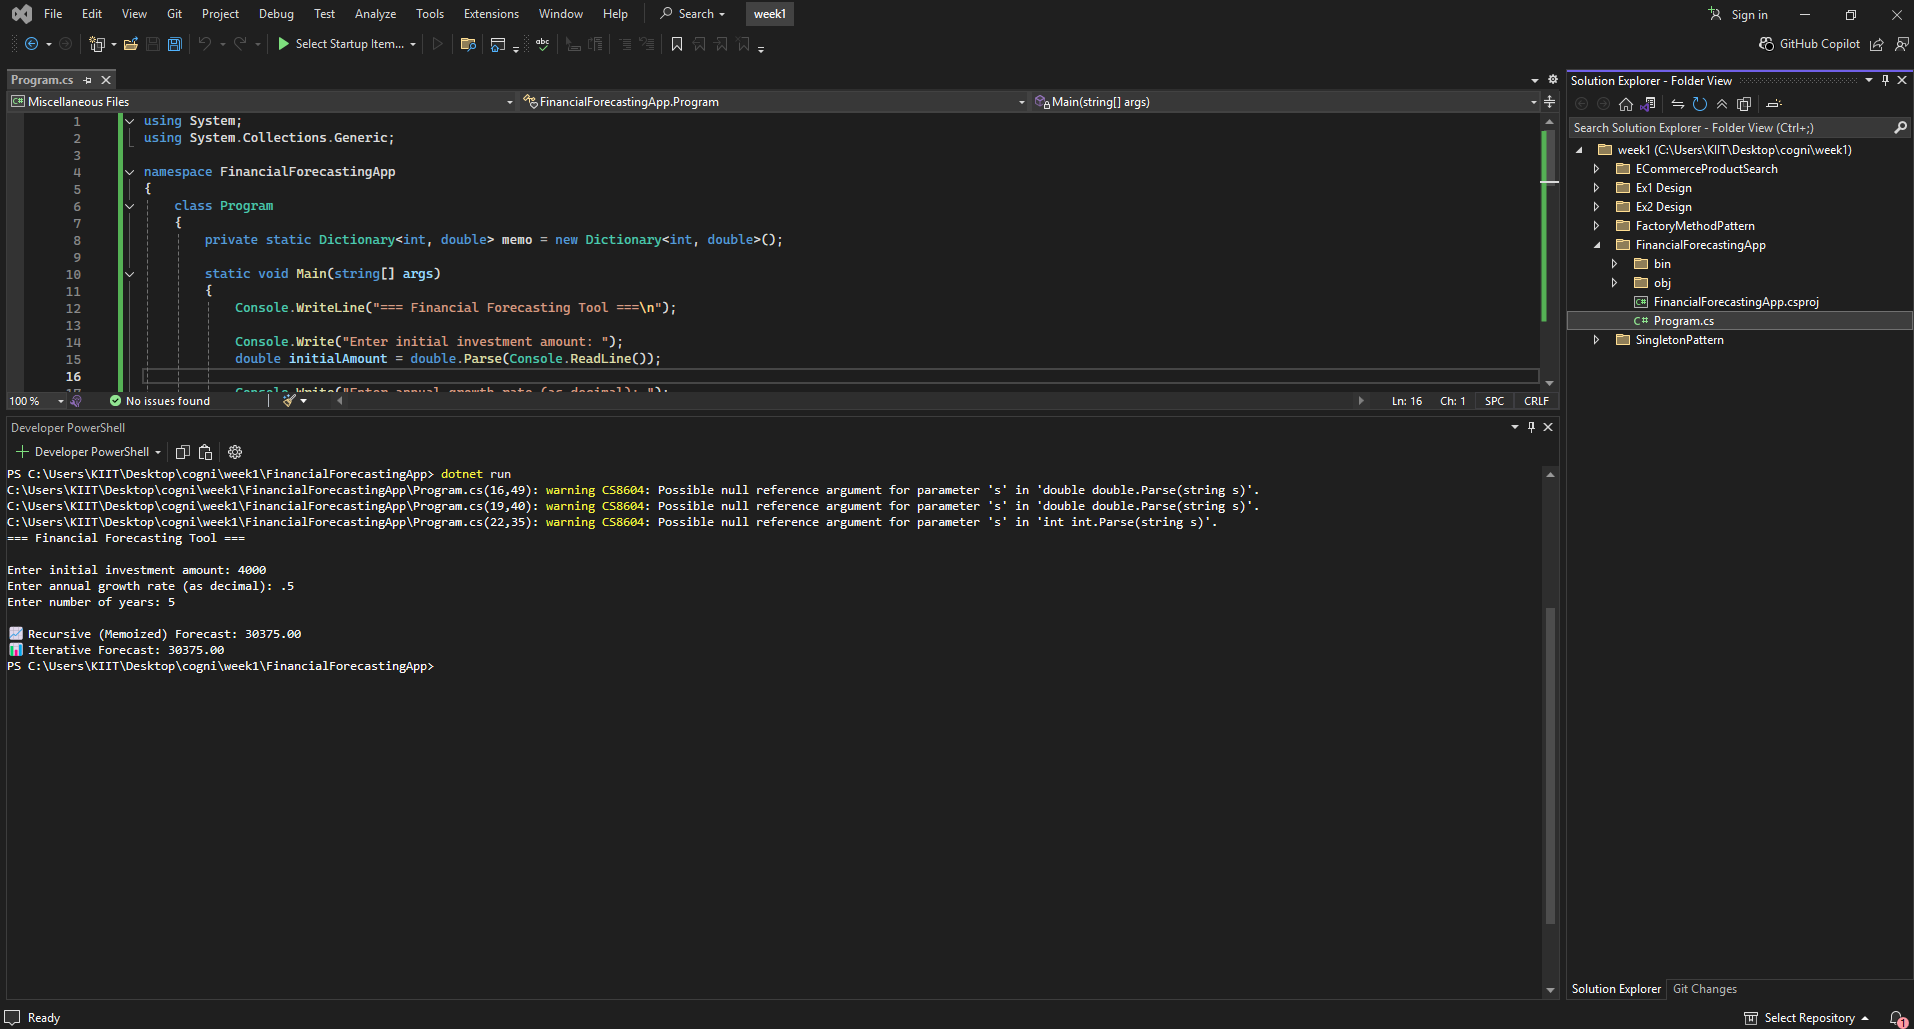 File Edit View Git Project Debug Test Analyze Tools Extensions Window Help Search week1 Sign in
Select Startup Item... abc GitHub Copilot
Program.cs
Miscellaneous Files FinancialForecastingApp.Program Main(string[] args)
1 using System;
2 using System.Collections.Generic;
3
4 namespace FinancialForecastingApp
5 {
6 class Program
7 {
8 private static Dictionary<int, double> memo = new Dictionary<int, double>();
9
10 static void Main(string[] args)
11 {
12 Console.WriteLine("=== Financial Forecasting Tool ===\n");
13
14 Console.Write("Enter initial investment amount: ");
15 double initialAmount = double.Parse(Console.ReadLine());
16
17 Console.Write("Enter annual growth rate (as decimal): ");
100 % No issues found Ln: 16 Ch: 1 SPC CRLF
Developer PowerShell
Developer PowerShell
PS C:\Users\KIIT\Desktop\cogni\week1\FinancialForecastingApp> dotnet run
C:\Users\KIIT\Desktop\cogni\week1\FinancialForecastingApp\Program.cs(16,49): warning CS8604: Possible null reference argument for parameter 's' in 'double double.Parse(string s)'.
C:\Users\KIIT\Desktop\cogni\week1\FinancialForecastingApp\Program.cs(19,40): warning CS8604: Possible null reference argument for parameter 's' in 'double double.Parse(string s)'.
C:\Users\KIIT\Desktop\cogni\week1\FinancialForecastingApp\Program.cs(22,35): warning CS8604: Possible null reference argument for parameter 's' in 'int int.Parse(string s)'.
=== Financial Forecasting Tool ===
Enter initial investment amount: 4000
Enter annual growth rate (as decimal): .5
Enter number of years: 5
Recursive (Memoized) Forecast: 30375.00
Iterative Forecast: 30375.00
PS C:\Users\KIIT\Desktop\cogni\week1\FinancialForecastingApp>
Solution Explorer - Folder View
Search Solution Explorer - Folder View (Ctrl+;)
week1 (C:\Users\KIIT\Desktop\cogni\week1)
ECommerceProductSearch
Ex1 Design
Ex2 Design
FactoryMethodPattern
FinancialForecastingApp
bin
obj
C# FinancialForecastingApp.csproj
C# Program.cs
SingletonPattern
Solution Explorer Git Changes
Ready Select Repository 1